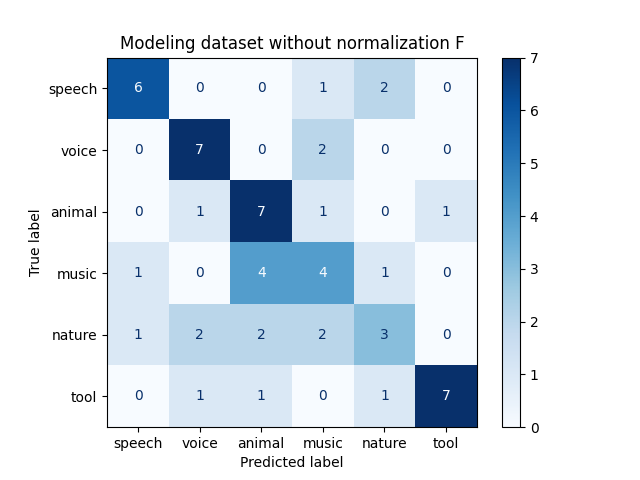 Modeling dataset without normalization F
True label
speech 6 0 0 1 2 0
voice 0 7 0 2 0 0
animal 0 1 7 1 0 1
music 1 0 4 4 1 0
nature 1 2 2 2 3 0
tool 0 1 1 0 1 7
speech voice animal music nature tool
Predicted label
7
6
5
4
3
2
1
0